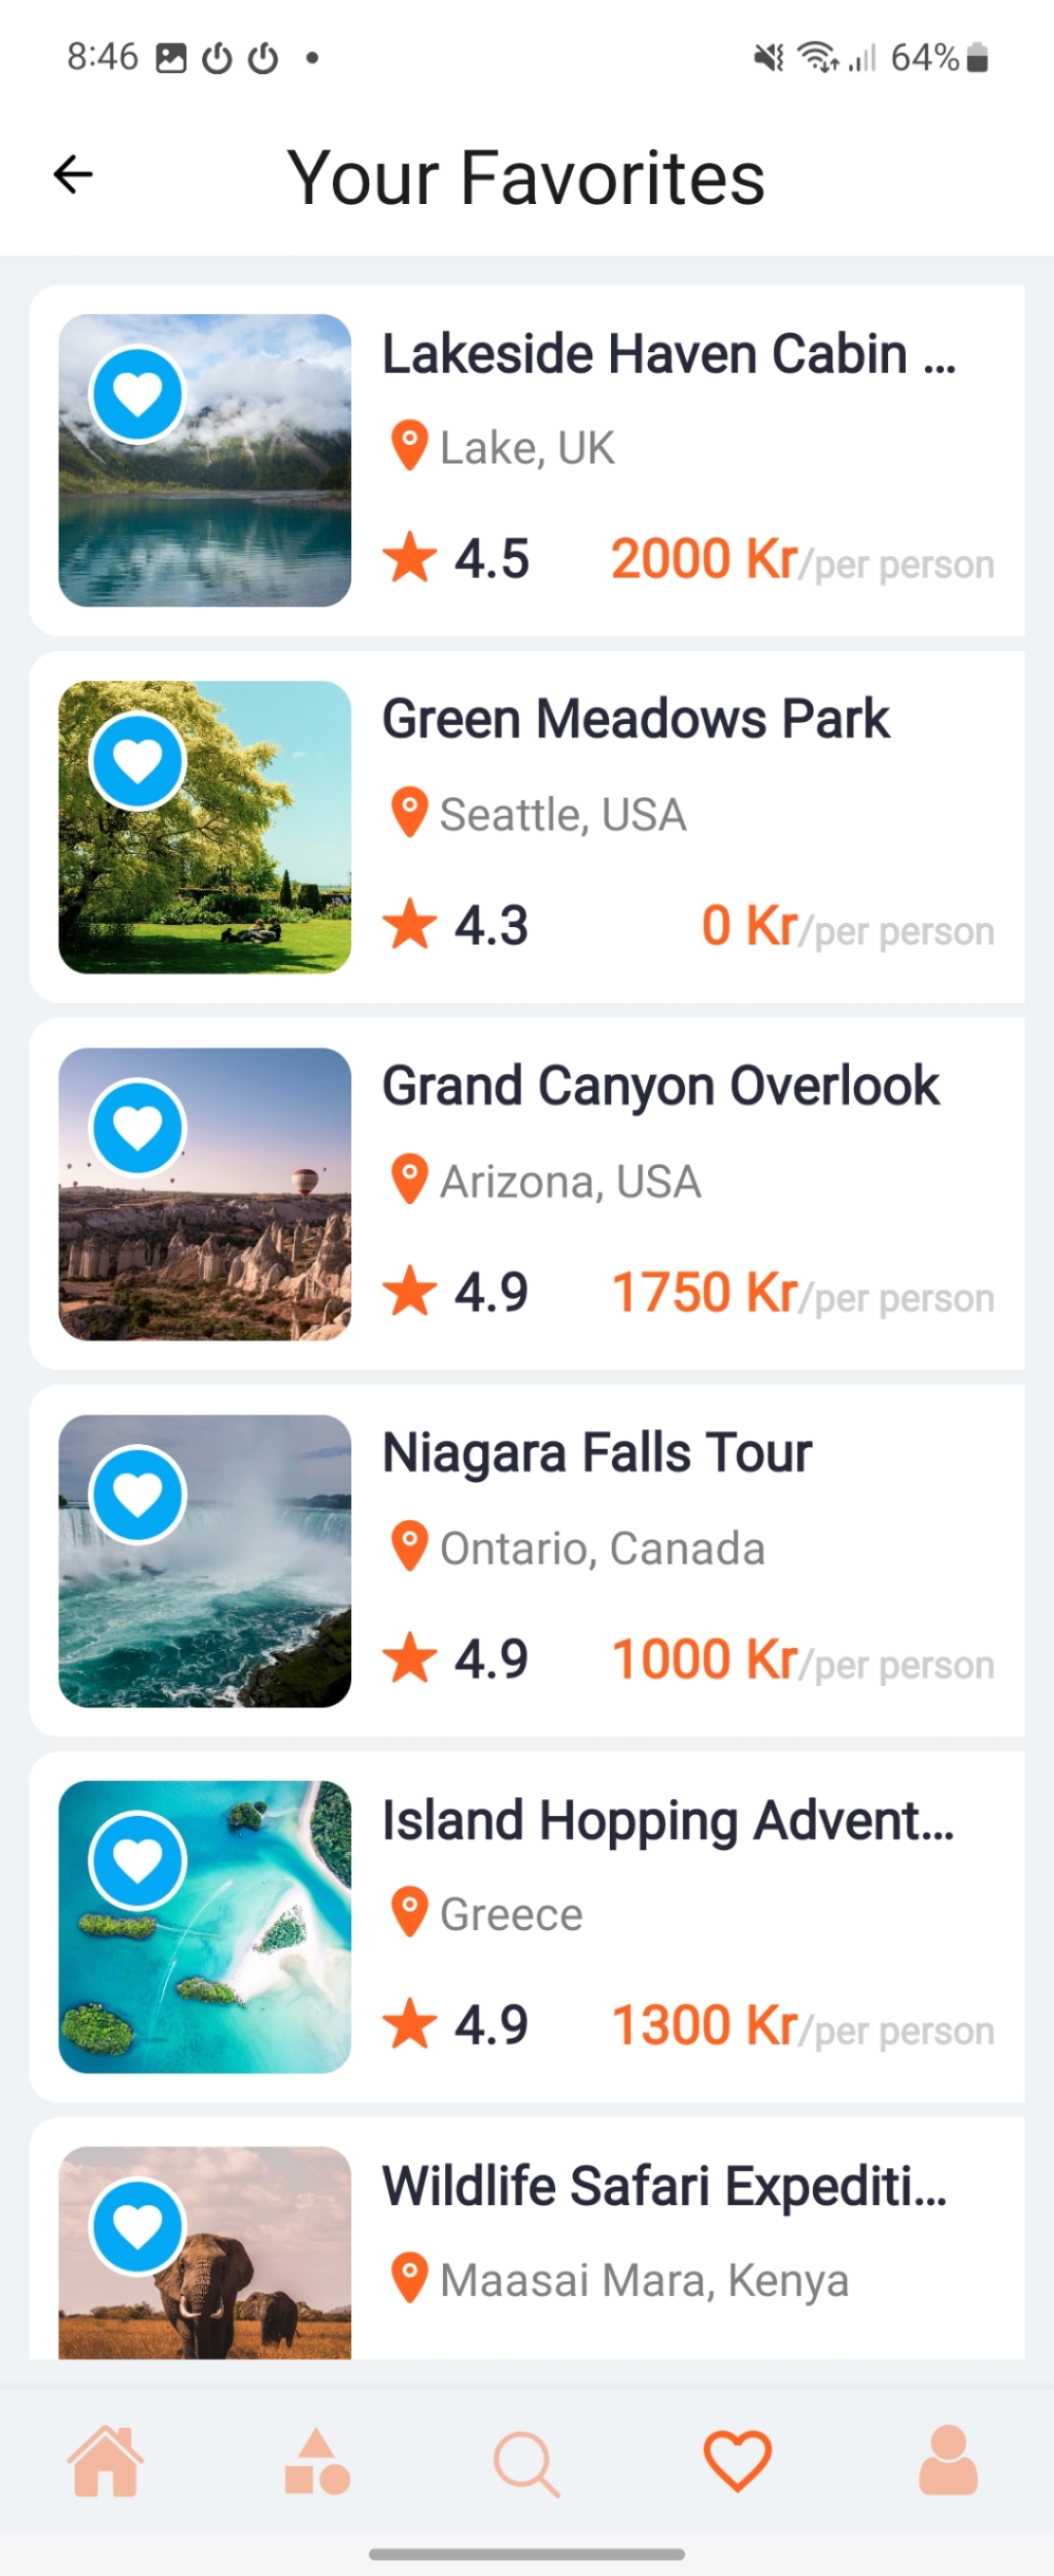 8:46 64%
Your Favorites
Lakeside Haven Cabin ...
Lake, UK
4.5 2000 Kr/per person
Green Meadows Park
Seattle, USA
4.3 0 Kr/per person
Grand Canyon Overlook
Arizona, USA
4.9 1750 Kr/per person
Niagara Falls Tour
Ontario, Canada
4.9 1000 Kr/per person
Island Hopping Advent...
Greece
4.9 1300 Kr/per person
Wildlife Safari Expediti...
Maasai Mara, Kenya